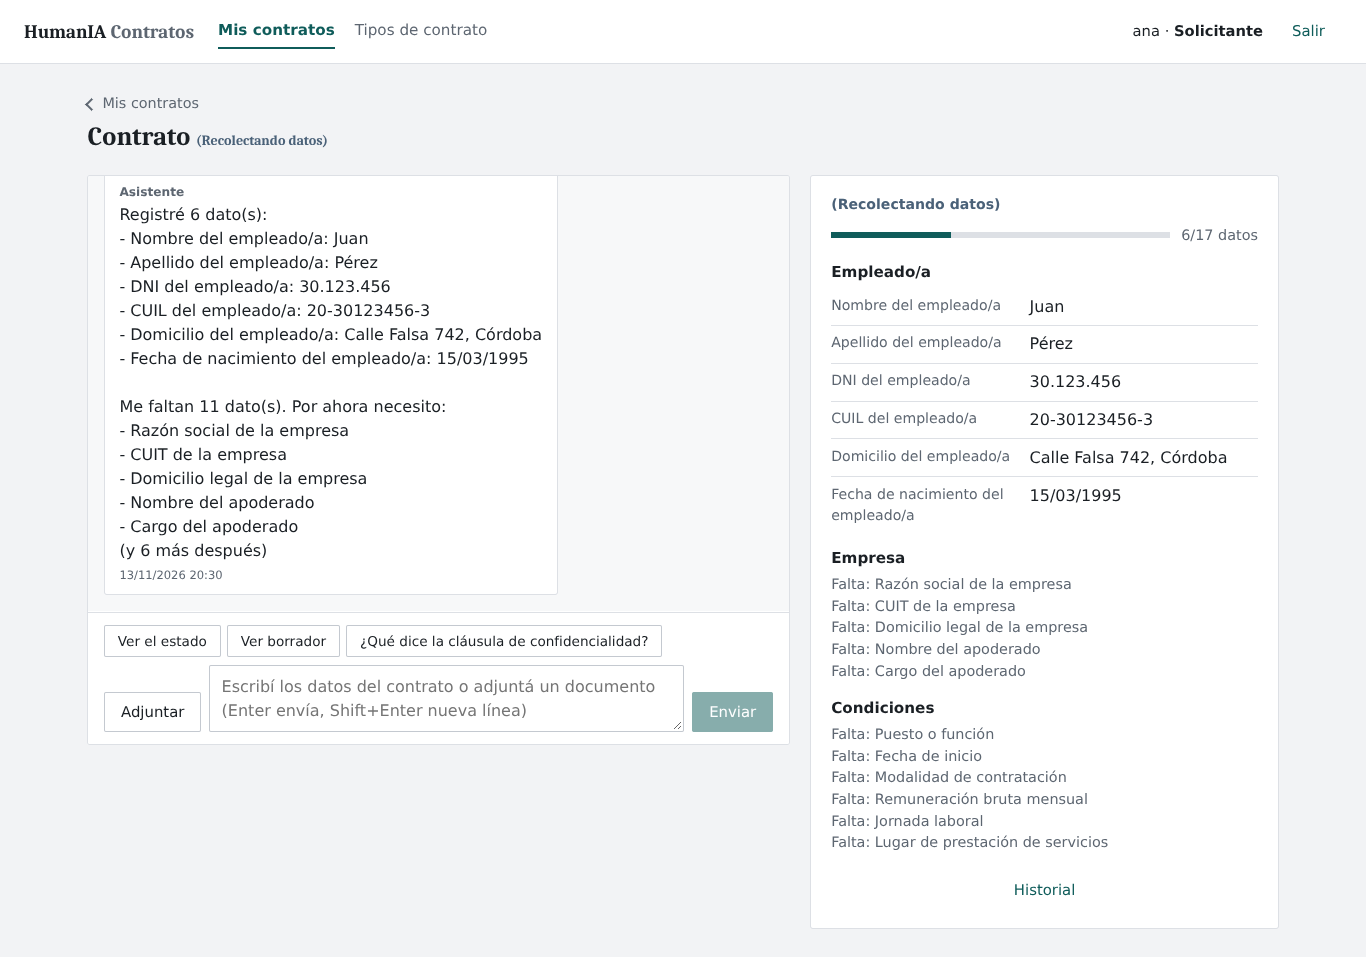 HumanIA Contratos
Mis contratos
Tipos de contrato
ana · Solicitante
Salir
Mis contratos
Contrato (Recolectando datos)
Asistente
Registré 6 dato(s):
- Nombre del empleado/a: Juan
- Apellido del empleado/a: Pérez
- DNI del empleado/a: 30.123.456
- CUIL del empleado/a: 20-30123456-3
- Domicilio del empleado/a: Calle Falsa 742, Córdoba
- Fecha de nacimiento del empleado/a: 15/03/1995
Me faltan 11 dato(s). Por ahora necesito:
- Razón social de la empresa
- CUIT de la empresa
- Domicilio legal de la empresa
- Nombre del apoderado
- Cargo del apoderado
(y 6 más después)
13/11/2026 20:30
Ver el estado
Ver borrador
¿Qué dice la cláusula de confidencialidad?
Adjuntar
Escribí los datos del contrato o adjuntá un documento
(Enter envía, Shift+Enter nueva línea)
Enviar
(Recolectando datos)
6/17 datos
Empleado/a
Nombre del empleado/a Juan
Apellido del empleado/a Pérez
DNI del empleado/a 30.123.456
CUIL del empleado/a 20-30123456-3
Domicilio del empleado/a Calle Falsa 742, Córdoba
Fecha de nacimiento del 15/03/1995
empleado/a
Empresa
Falta: Razón social de la empresa
Falta: CUIT de la empresa
Falta: Domicilio legal de la empresa
Falta: Nombre del apoderado
Falta: Cargo del apoderado
Condiciones
Falta: Puesto o función
Falta: Fecha de inicio
Falta: Modalidad de contratación
Falta: Remuneración bruta mensual
Falta: Jornada laboral
Falta: Lugar de prestación de servicios
Historial